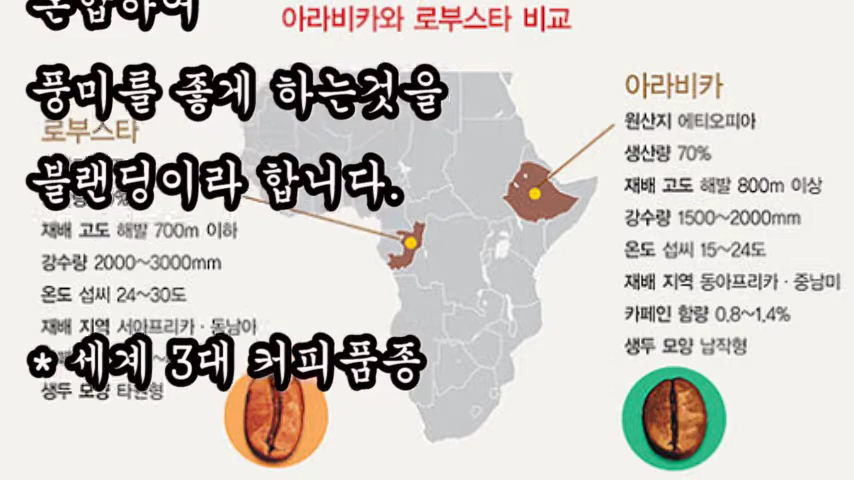 혼합하여
아라비카와 로부스타 비교
풍미를 좋게 하는것을
로부스타
블랜딩이라 합니다.
재배 고도 해발 700m 이하
강수량 2000~3000mm
온도 섭씨 24~30도
재배 지역 서아프리카 · 동남아
* 세계 3대 커피품종
생두 모양 타원형
아라비카
원산지 에티오피아
생산량 70%
재배 고도 해발 800m 이상
강수량 1500~2000mm
온도 섭씨 15~24도
재배 지역 동아프리카 · 중남미
카페인 함량 0.8~1.4%
생두 모양 납작형